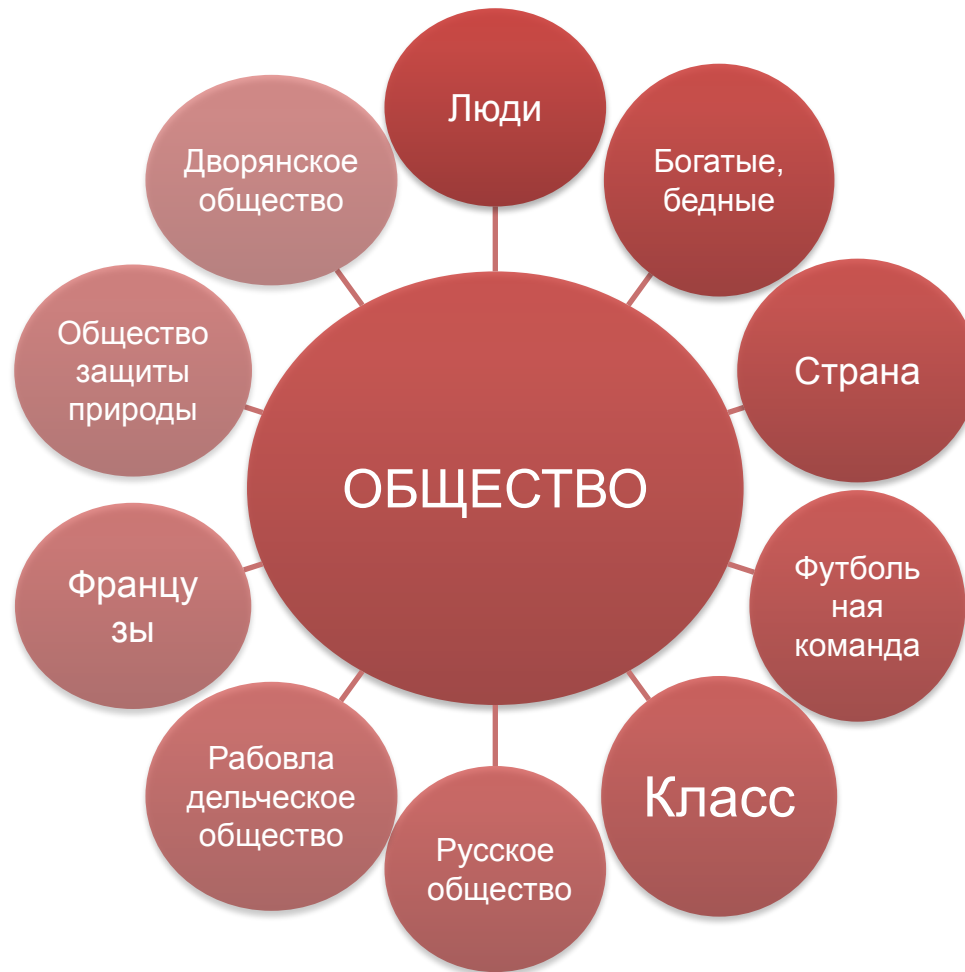 Люди
Богатые,
бедные
Страна
Футболь
ная
команда
Класс
Русское
общество
Рабовла
дельческое
общество
Францу
зы
Общество
защиты
природы
Дворянское
общество
ОБЩЕСТВО